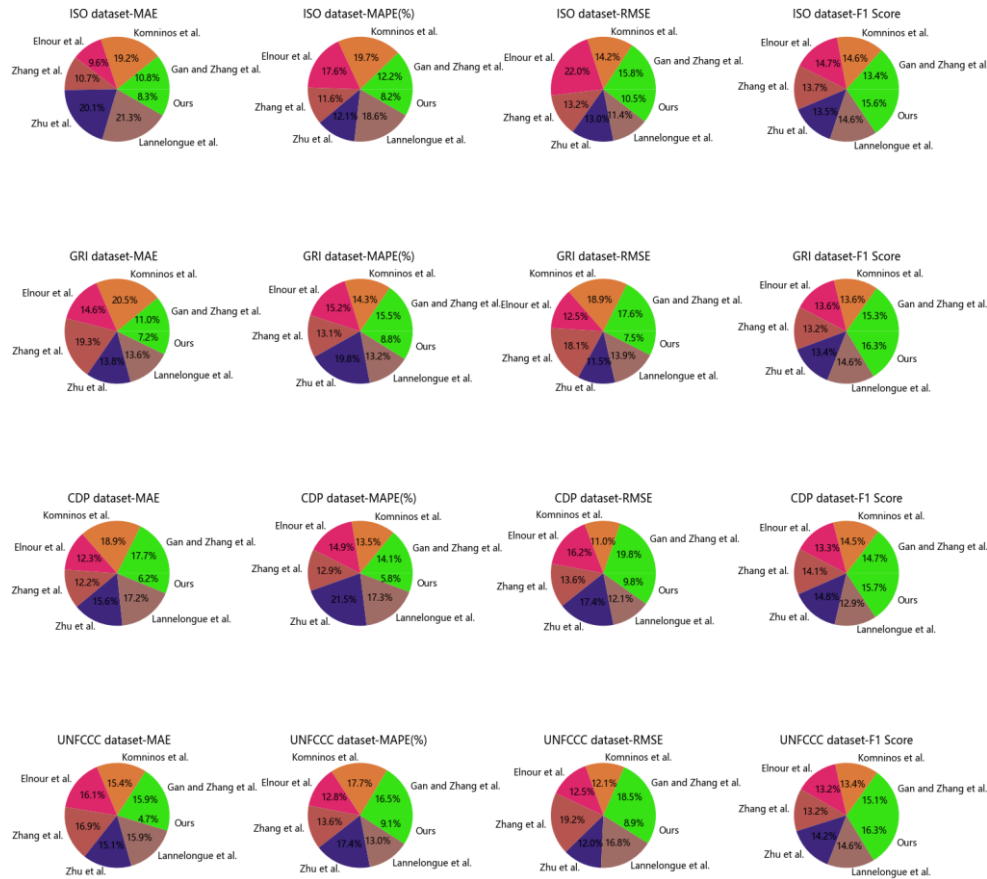 ISO dataset-MAE
Komninos et al.
Elnour et al.
19.2%
9.6%
Gan and Zhang et al.
Zhang et al.
10.7%
10.8%
8.3%
Ours
20.1%
21.3%
Zhu et al.
Lannelongue et al.
ISO dataset-MAPE(%)
Komninos et al.
Elnour et al.
19.7%
17.6%
12.2%
Gan and Zhang et al.
Zhang et al.
11.6%
8.2%
Ours
12.1%
18.6%
Zhu et al.
Lannelongue et al.
ISO dataset-RMSE
Komninos et al.
Elnour et al.
14.2%
22.0%
15.8%
Gan and Zhang et al.
13.2%
10.5%
Ours
Zhang et al.
13.0%
11.4%
Zhu et al.
Lannelongue et al.
ISO dataset-F1 Score
Komninos et al.
Elnour et al.
14.7%
14.6%
13.4%
Gan and Zhang et al.
Zhang et al.
13.7%
15.6%
Ours
13.5%
14.6%
Zhu et al.
Lannelongue et al.
GRI dataset-MAE
Komninos et al.
Elnour et al.
14.6%
20.5%
11.0%
Gan and Zhang et al.
Zhang et al.
19.3%
7.2%
Ours
13.8%
13.6%
Lannelongue et al.
Zhu et al.
GRI dataset-MAPE(%)
Komninos et al.
Elnour et al.
15.2%
14.3%
15.5%
Gan and Zhang et al.
Zhang et al.
13.1%
8.8%
Ours
19.8%
13.2%
Lannelongue et al.
Zhu et al.
GRI dataset-RMSE
Komninos et al.
Elnour et al.
12.5%
18.9%
17.6%
Gan and Zhang et al.
Zhang et al.
18.1%
7.5%
Ours
11.5%
13.9%
Lannelongue et al.
Zhu et al.
GRI dataset-F1 Score
Komninos et al.
Elnour et al.
13.6%
13.6%
15.3%
Gan and Zhang et al.
Zhang et al.
13.2%
16.3%
Ours
13.4%
14.6%
Zhu et al.
Lannelongue et al.
CDP dataset-MAE
Komninos et al.
Elnour et al.
12.3%
18.9%
17.7%
Gan and Zhang et al.
Zhang et al.
12.2%
6.2%
Ours
15.6%
17.2%
Lannelongue et al.
Zhu et al.
CDP dataset-MAPE(%)
Komninos et al.
Elnour et al.
14.9%
13.5%
14.1%
Gan and Zhang et al.
Zhang et al.
12.9%
5.8%
Ours
21.5%
17.3%
Lannelongue et al.
Zhu et al.
CDP dataset-RMSE
Komninos et al.
Elnour et al.
16.2%
11.0%
19.8%
Gan and Zhang et al.
Zhang et al.
13.6%
9.8%
Ours
17.4%
12.1%
Lannelongue et al.
Zhu et al.
CDP dataset-F1 Score
Komninos et al.
Elnour et al.
13.3%
14.5%
14.7%
Gan and Zhang et al.
Zhang et al.
14.1%
15.7%
Ours
14.8%
12.9%
Zhu et al.
Lannelongue et al.
UNFCCC dataset-MAE
Komninos et al.
Elnour et al.
16.1%
15.4%
15.9%
Gan and Zhang et al.
Zhang et al.
16.9%
4.7%
Ours
15.1%
15.9%
Lannelongue et al.
Zhu et al.
UNFCCC dataset-MAPE(%)
Komninos et al.
Elnour et al.
12.8%
17.7%
16.5%
Gan and Zhang et al.
Zhang et al.
13.6%
9.1%
Ours
17.4%
13.0%
Lannelongue et al.
Zhu et al.
UNFCCC dataset-RMSE
Komninos et al.
Elnour et al.
12.5%
12.1%
18.5%
Gan and Zhang et al.
Zhang et al.
19.2%
8.9%
Ours
12.0%
16.8%
Zhu et al.
Lannelongue et al.
UNFCCC dataset-F1 Score
Komninos et al.
Elnour et al.
13.2%
13.4%
15.1%
Gan and Zhang et al.
Zhang et al.
13.2%
16.3%
Ours
14.2%
14.6%
Zhu et al.
Lannelongue et al.